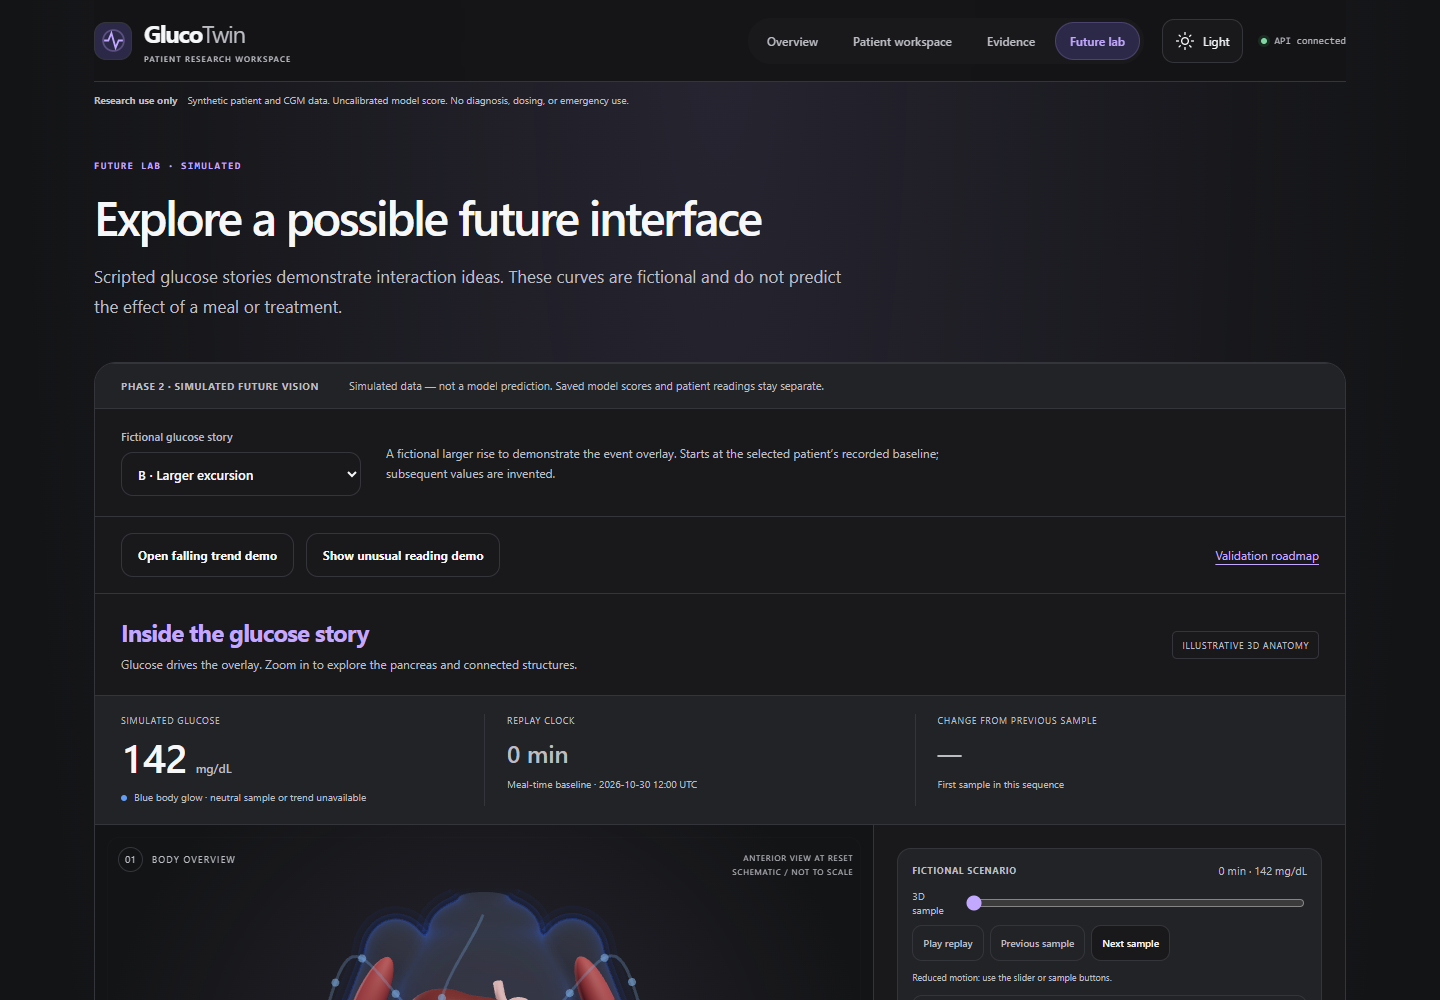 GlucoTwin
PATIENT RESEARCH WORKSPACE
Overview
Patient workspace
Evidence
Future lab
Light
API connected
Research use only Synthetic patient and CGM data. Uncalibrated model score. No diagnosis, dosing, or emergency use.
FUTURE LAB · SIMULATED
Explore a possible future interface
Scripted glucose stories demonstrate interaction ideas. These curves are fictional and do not predict
the effect of a meal or treatment.
PHASE 2 · SIMULATED FUTURE VISION Simulated data — not a model prediction. Saved model scores and patient readings stay separate.
Fictional glucose story
B · Larger excursion
A fictional larger rise to demonstrate the event overlay. Starts at the selected patient's recorded baseline;
subsequent values are invented.
Open falling trend demo
Show unusual reading demo
Validation roadmap
Inside the glucose story
Glucose drives the overlay. Zoom in to explore the pancreas and connected structures.
ILLUSTRATIVE 3D ANATOMY
SIMULATED GLUCOSE
142 mg/dL
Blue body glow · neutral sample or trend unavailable
REPLAY CLOCK
0 min
Meal-time baseline · 2026-10-30 12:00 UTC
CHANGE FROM PREVIOUS SAMPLE
—
First sample in this sequence
01 BODY OVERVIEW
ANTERIOR VIEW AT RESET
SCHEMATIC / NOT TO SCALE
FICTIONAL SCENARIO
0 min · 142 mg/dL
3D
sample
Play replay
Previous sample
Next sample
Reduced motion: use the slider or sample buttons.